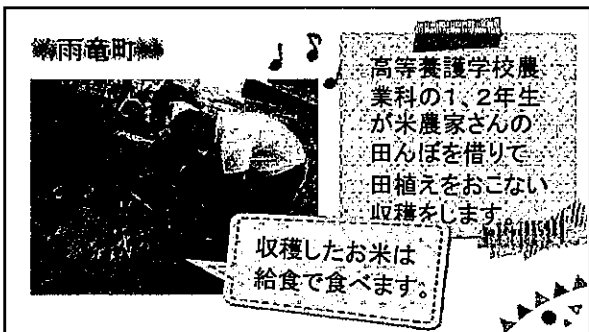 雨竜町
高等養護学校農
業科の1、2年生
が米農家さんの
田んぼを借りて
田植えをおこない
収穫をします。
収穫したお米は
給食で食べます。